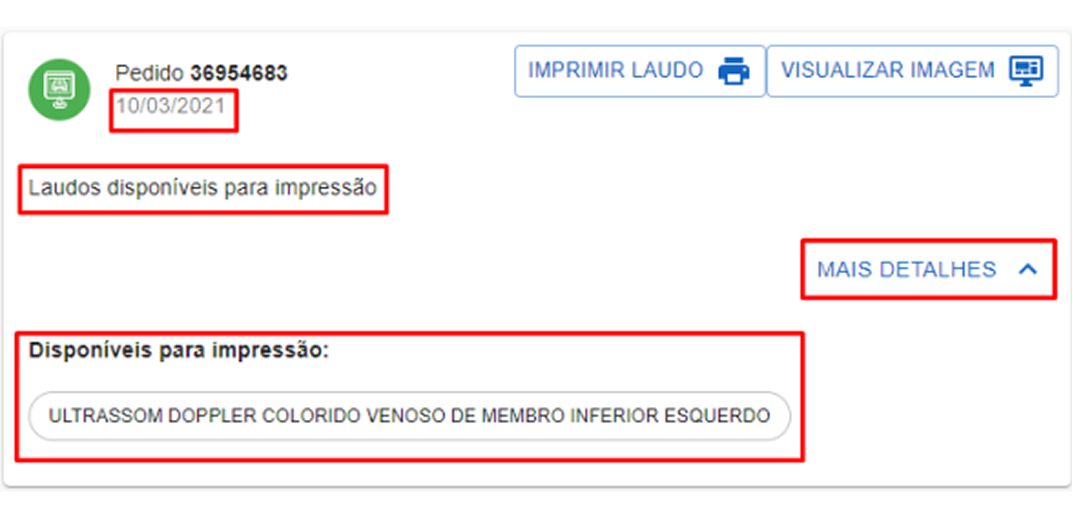 Pedido 36954683
10/03/2021
IMPRIMIR LAUDO
VISUALIZAR IMAGEM
Laudos disponíveis para impressão
MAIS DETALHES
Disponíveis para impressão:
ULTRASSOM DOPPLER COLORIDO VENOSO DE MEMBRO INFERIOR ESQUERDO